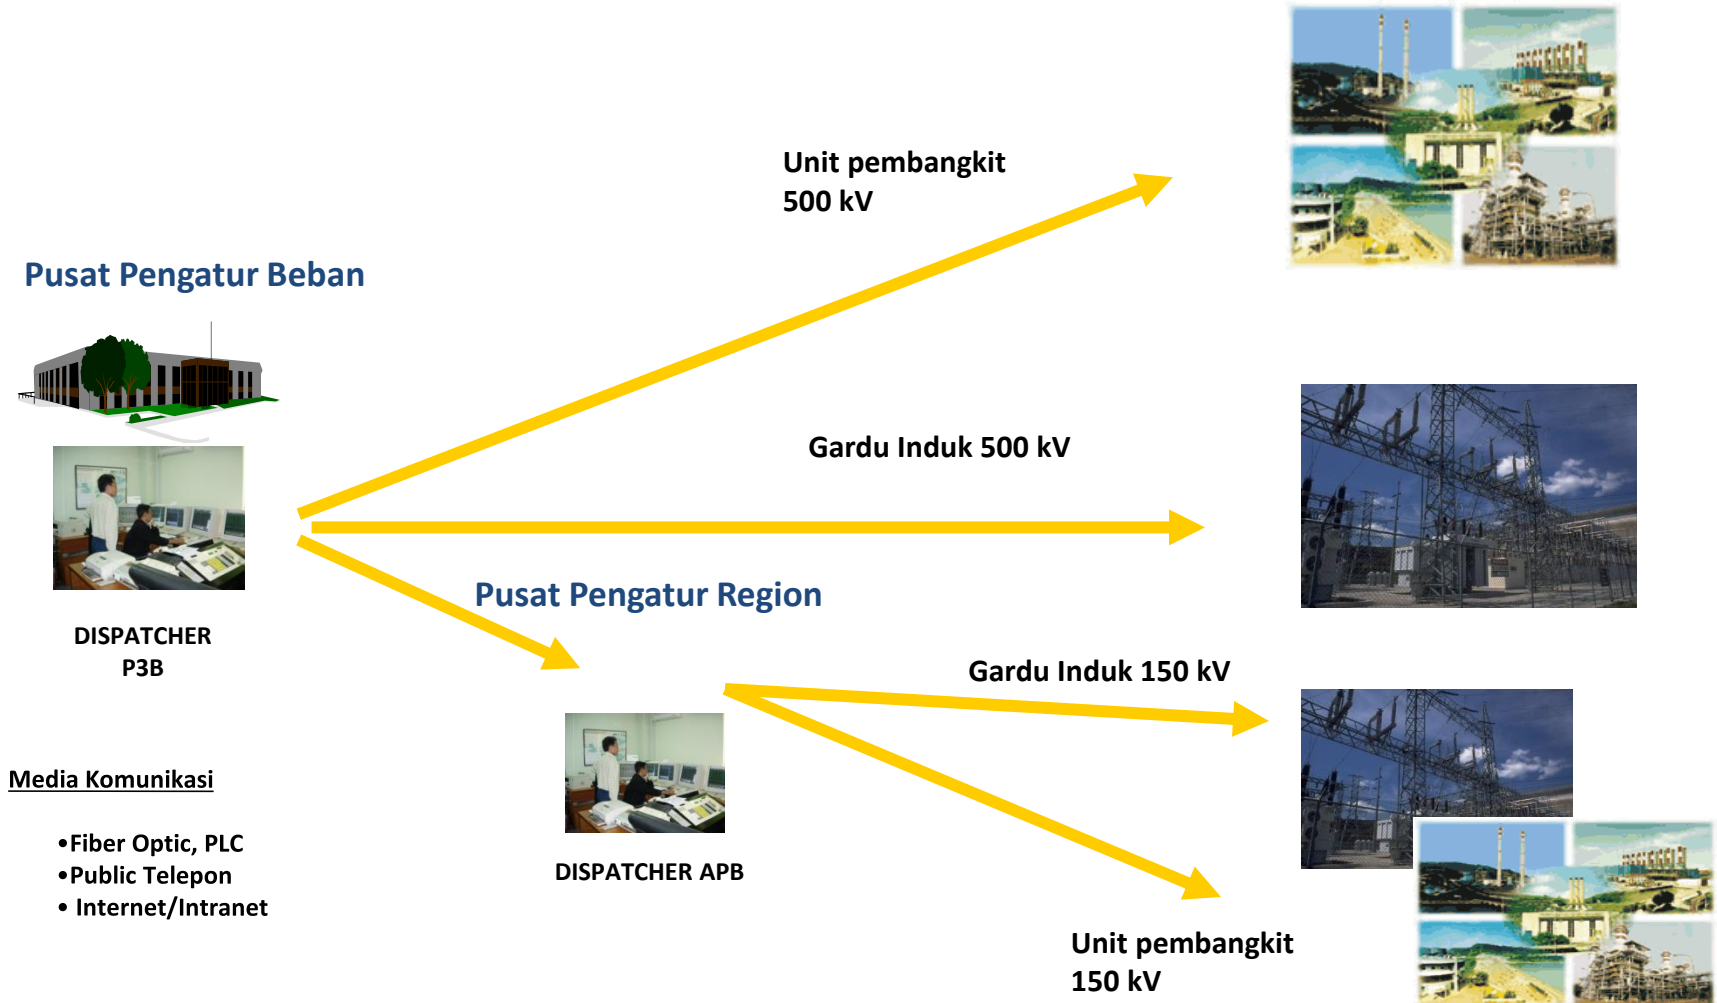 Unit pembangkit
500 kV
Pusat Pengatur Beban
Gardu Induk 500 kV
Pusat Pengatur Region
DISPATCHER
P3B
Gardu Induk 150 kV
Media Komunikasi
•Fiber Optic, PLC
•Public Telepon
• Internet/Intranet
DISPATCHER APB
Unit pembangkit
150 kV